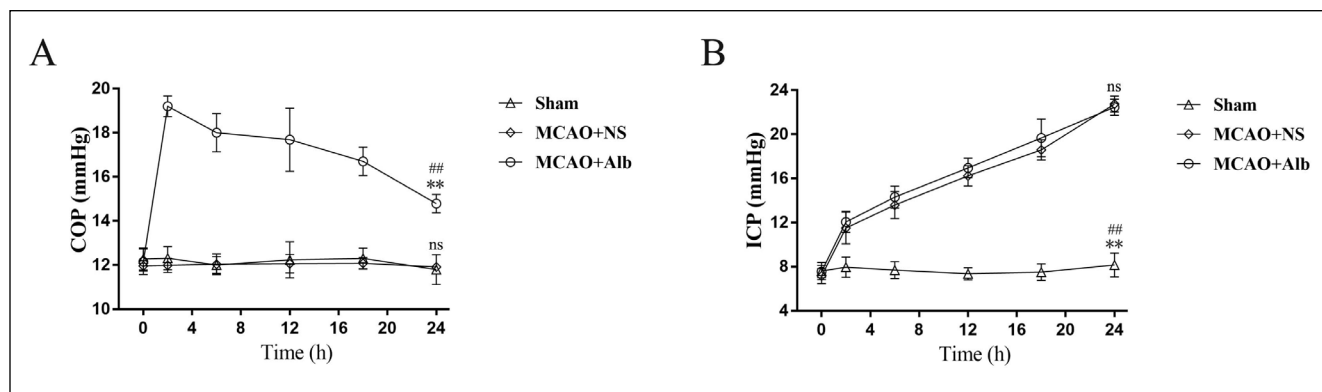 A
COP (mmHg)
20
18
16
14
12
10
##
**
ns
0 4 8 12 16 20 24
Time (h)
Sham
MCAO+NS
MCAO+Alb
B
ICP (mmHg)
24
20
16
12
8
4
ns
##
**
0 4 8 12 16 20 24
Time (h)
Sham
MCAO+NS
MCAO+Alb